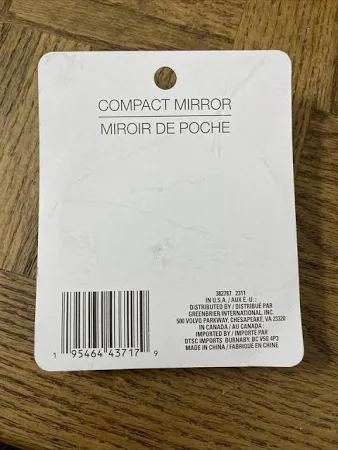 COMPACT MIRROR
MIROIR DE POCHE
382787 2311
IN U.S.A. / AUX É.-U. :
DISTRIBUTED BY / DISTRIBUÉ PAR
GREENBRIER INTERNATIONAL, INC.
500 VOLVO PARKWAY, CHESAPEAKE, VA 23320
IN CANADA / AU CANADA :
IMPORTED BY / IMPORTÉ PAR
DTSC IMPORTS BURNABY, BC V5G 4P3
MADE IN CHINA / FABRIQUÉ EN CHINE
1 95464 43717 9